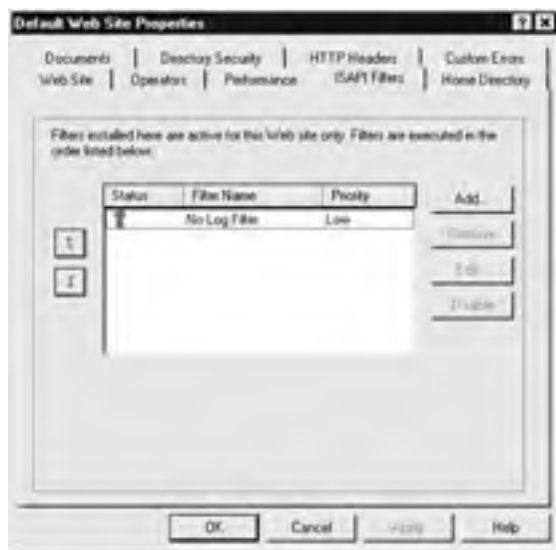 Default Web Site Properties
Documents Directory Security HTTP Headers Custom Errors
Web Site Operators Performance ISAPI Filters Home Directory
Filters installed here are active for this Web site only. Filters are executed in the
order listed below:
Status Filter Name Priority
No Log Filter Low
Add...
Remove
Edit...
Disable
OK Cancel Apply Help